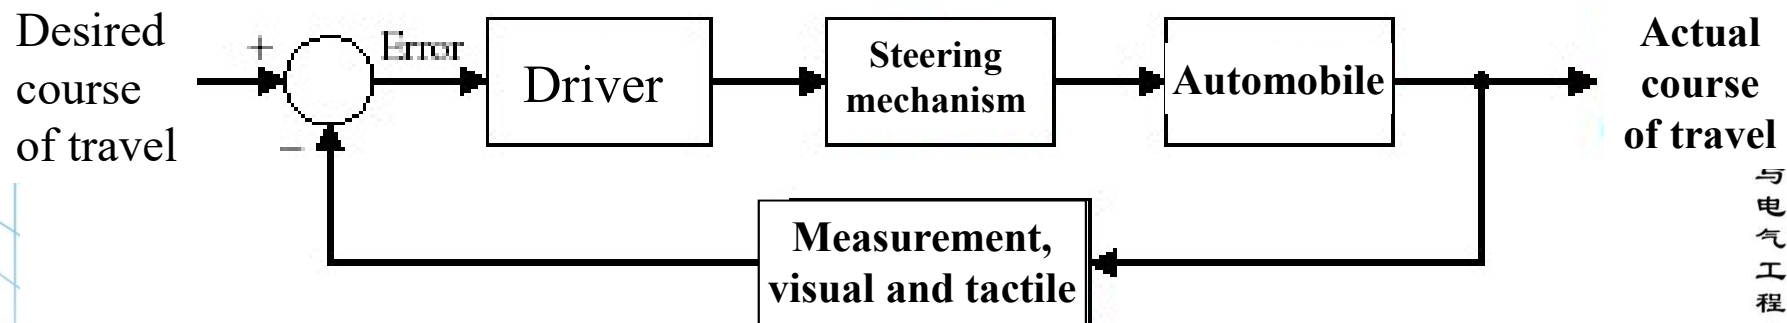 Desired
course
of travel
+
Error
−
Driver
Steering
mechanism
Automobile
Actual
course
of travel
Measurement,
visual and tactile
与
电
气
工
程